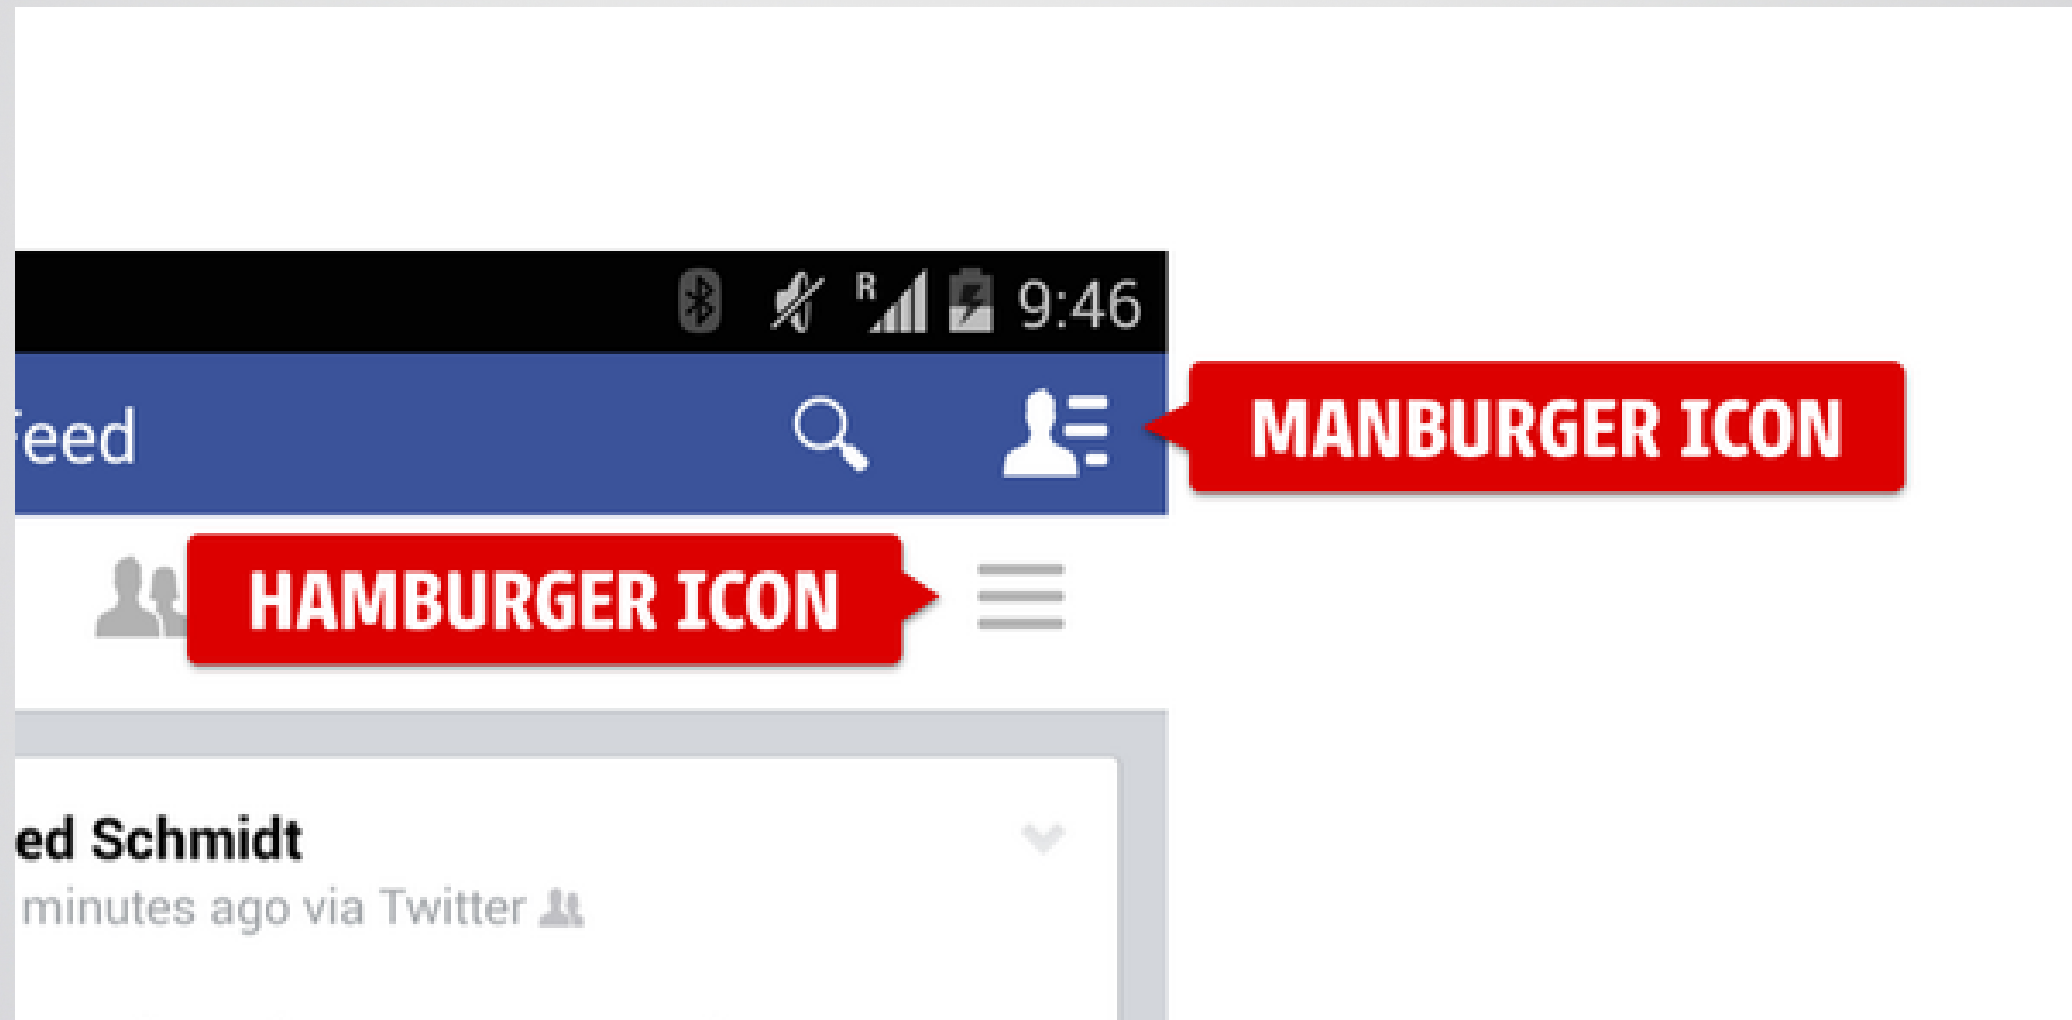 R 9:46
eed
MANBURGER ICON
HAMBURGER ICON
ed Schmidt
minutes ago via Twitter